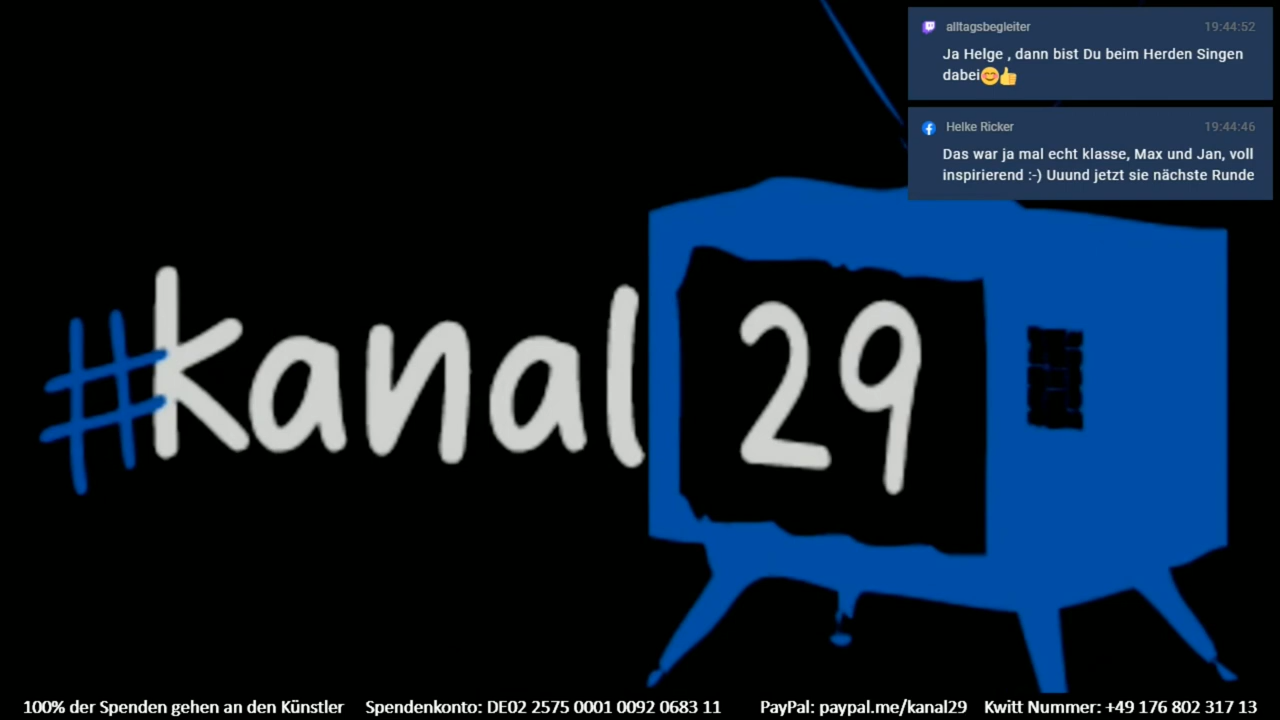 alltagsbegleiter 19:44:52
Ja Helge , dann bist Du beim Herden Singen
dabei😊👍
Helke Ricker 19:44:46
Das war ja mal echt klasse, Max und Jan, voll
inspirierend :-) Uuund jetzt sie nächste Runde
#kanal 29
100% der Spenden gehen an den Künstler Spendenkonto: DE02 2575 0001 0092 0683 11 PayPal: paypal.me/kanal29 Kwitt Nummer: +49 176 802 317 13